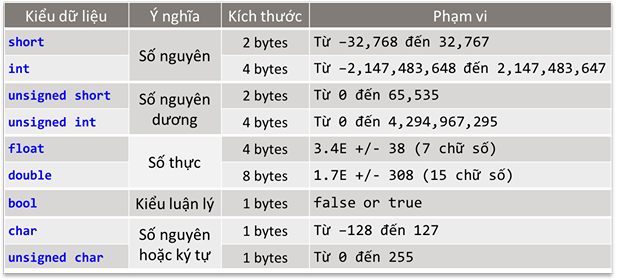 Kiểu dữ liệu Ý nghĩa Kích thước Phạm vi
short Số nguyên 2 bytes Từ –32,768 đến 32,767
int 4 bytes Từ –2,147,483,648 đến 2,147,483,647
unsigned short Số nguyên dương 2 bytes Từ 0 đến 65,535
unsigned int 4 bytes Từ 0 đến 4,294,967,295
float Số thực 4 bytes 3.4E +/- 38 (7 chữ số)
double 8 bytes 1.7E +/- 308 (15 chữ số)
bool Kiểu luận lý 1 bytes false or true
char Số nguyên hoặc ký tự 1 bytes Từ –128 đến 127
unsigned char 1 bytes Từ 0 đến 255